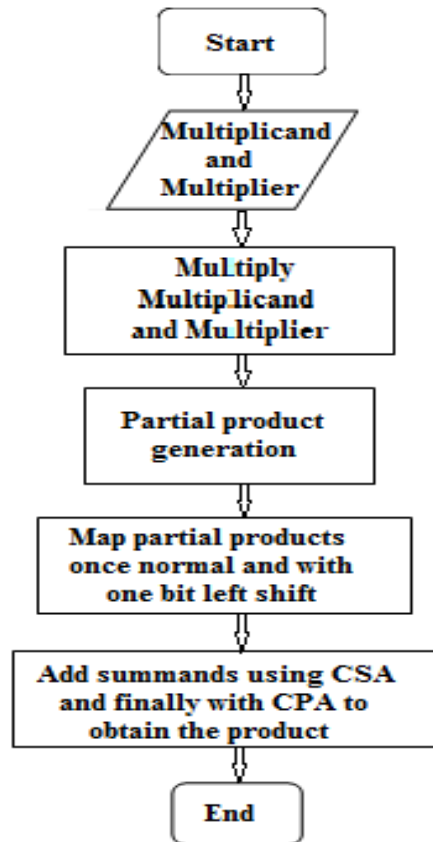 Start
Multiplicand
and
Multiplier
Multiply
Multiplicand
and Multiplier
Partial product
generation
Map partial products
once normal and with
one bit left shift
Add summands using CSA
and finally with CPA to
obtain the product
End